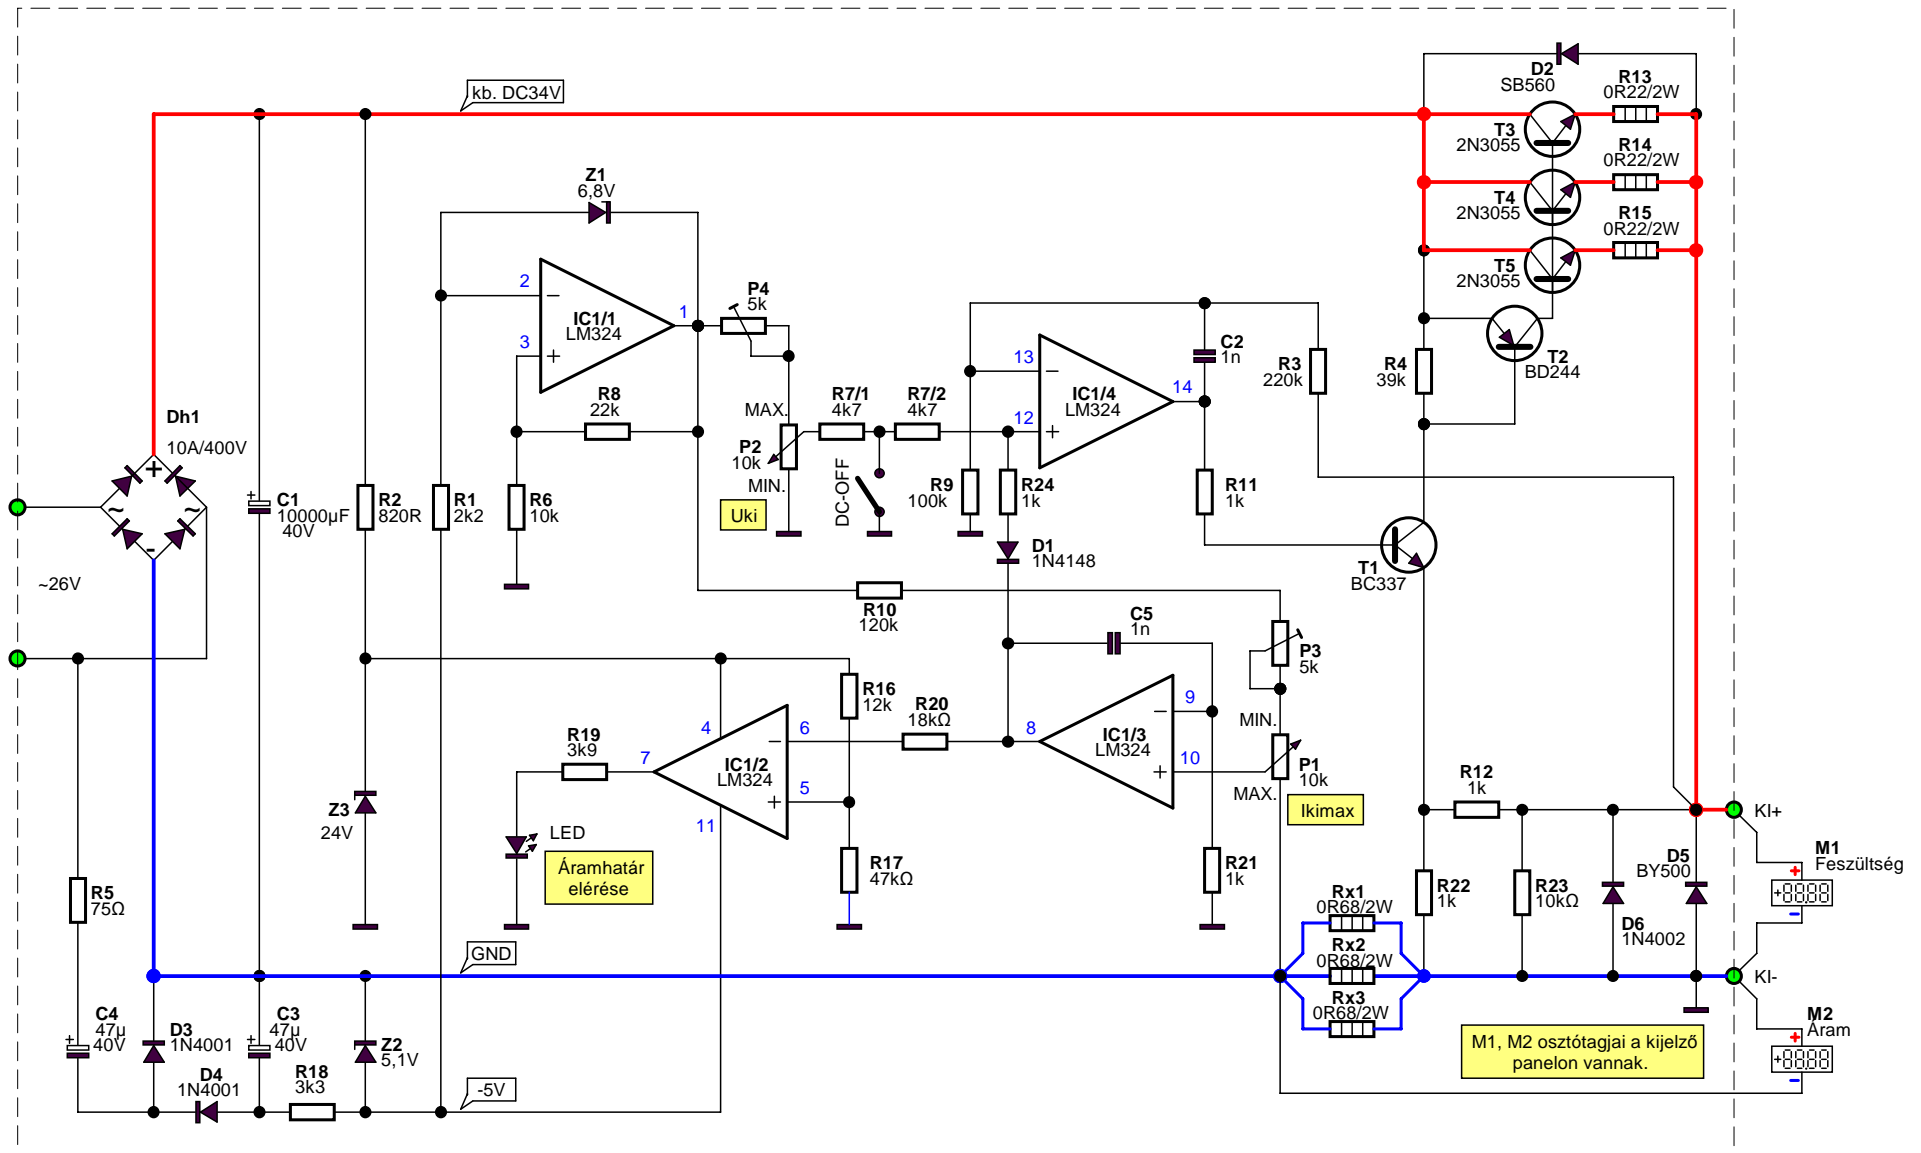 kb. DC34V
D2
SB560
R13
0R22/2W
T3
2N3055
R14
0R22/2W
T4
2N3055
R15
0R22/2W
T5
2N3055
Z1
6,8V
2
−
IC1/1
LM324
1
3
+
P4
5k
R8
22k
MAX.
P2
10k
MIN.
Uki
R7/1
4k7
R7/2
4k7
DC-OFF
13
−
IC1/4
LM324
14
12
+
C2
1n
R3
220k
R4
39k
T2
BD244
Dh1
10A/400V
+
~
~
-
~26V
+
C1
10000µF
40V
R2
820R
R1
2k2
R6
10k
R9
100k
R24
1k
R11
1k
D1
1N4148
T1
BC337
R10
120k
C5
1n
P3
5k
R16
12k
R20
18kΩ
R19
3k9
7
4
6
−
IC1/2
LM324
5
+
11
8
IC1/3
LM324
9
−
10
+
MIN.
P1
10k
MAX.
Ikimax
R12
1k
KI+
Z3
24V
LED
Áramhatár
elérése
R17
47kΩ
R21
1k
R22
1k
R23
10kΩ
D5
BY500
D6
1N4002
M1
Feszültség
+
+88.88
−
R5
75Ω
GND
Rx1
0R68/2W
Rx2
0R68/2W
Rx3
0R68/2W
KI-
+
C4
47µ
40V
D3
1N4001
+
C3
47µ
40V
Z2
5,1V
D4
1N4001
R18
3k3
-5V
M1, M2 osztótagjai a kijelző
panelon vannak.
M2
Áram
+
+88.88
−